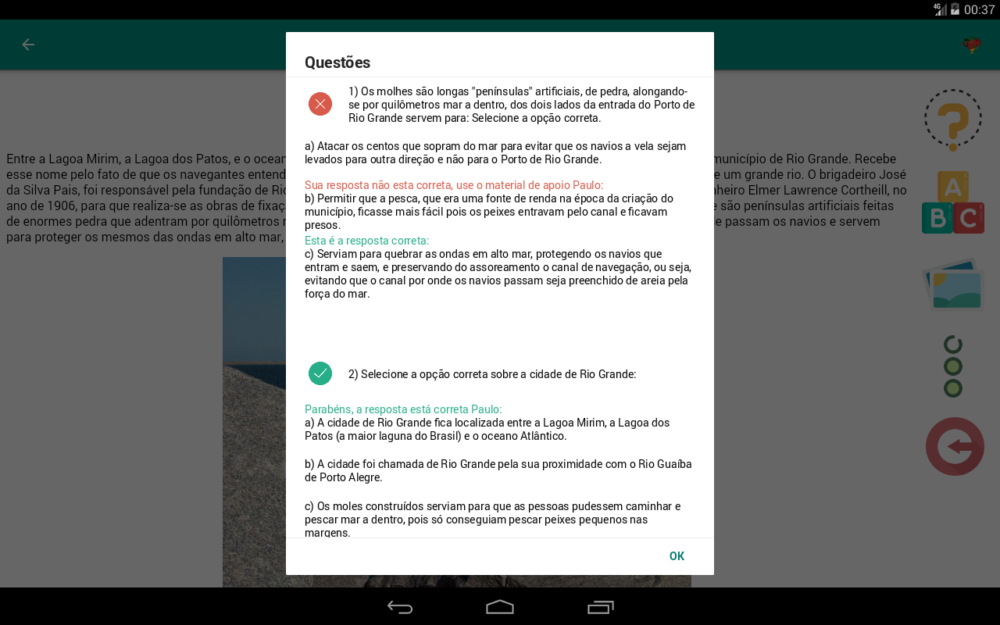 4G 00:37
Questões
1) Os molhes são longas "penínsulas" artificiais, de pedra, alongando-
se por quilômetros mar a dentro, dos dois lados da entrada do Porto de
Rio Grande servem para: Selecione a opção correta.
a) Atacar os centos que sopram do mar para evitar que os navios a vela sejam
levados para outra direção e não para o Porto de Rio Grande.
Sua resposta não esta correta, use o material de apoio Paulo:
b) Permitir que a pesca, que era uma fonte de renda na época da criação do
município, ficasse mais fácil pois os peixes entravam pelo canal e ficavam
presos.
Esta é a resposta correta:
c) Serviam para quebrar as ondas em alto mar, protegendo os navios que
entram e saem, e preservando do assoreamento o canal de navegação, ou seja,
evitando que o canal por onde os navios passam seja preenchido de areia pela
força do mar.
2) Selecione a opção correta sobre a cidade de Rio Grande:
Parabéns, a resposta está correta Paulo:
a) A cidade de Rio Grande fica localizada entre a Lagoa Mirim, a Lagoa dos
Patos (a maior laguna do Brasil) e o oceano Atlântico.
b) A cidade foi chamada de Rio Grande pela sua proximidade com o Rio Guaíba
de Porto Alegre.
c) Os moles construídos serviam para que as pessoas pudessem caminhar e
pescar mar a dentro, pois só conseguiam pescar peixes pequenos nas
margens.
OK
Entre a Lagoa Mirim, a Lagoa dos Patos, e o ocean município de Rio Grande. Recebe
esse nome pelo fato de que os navegantes entend e um grande rio. O brigadeiro José
da Silva Pais, foi responsável pela fundação de Rio nheiro Elmer Lawrence Cortheill, no
ano de 1906, para que realiza-se as obras de fixaç e são penínsulas artificiais feitas
de enormes pedra que adentram por quilômetros passam os navios e servem
para proteger os mesmos das ondas em alto mar,
?
A
B C